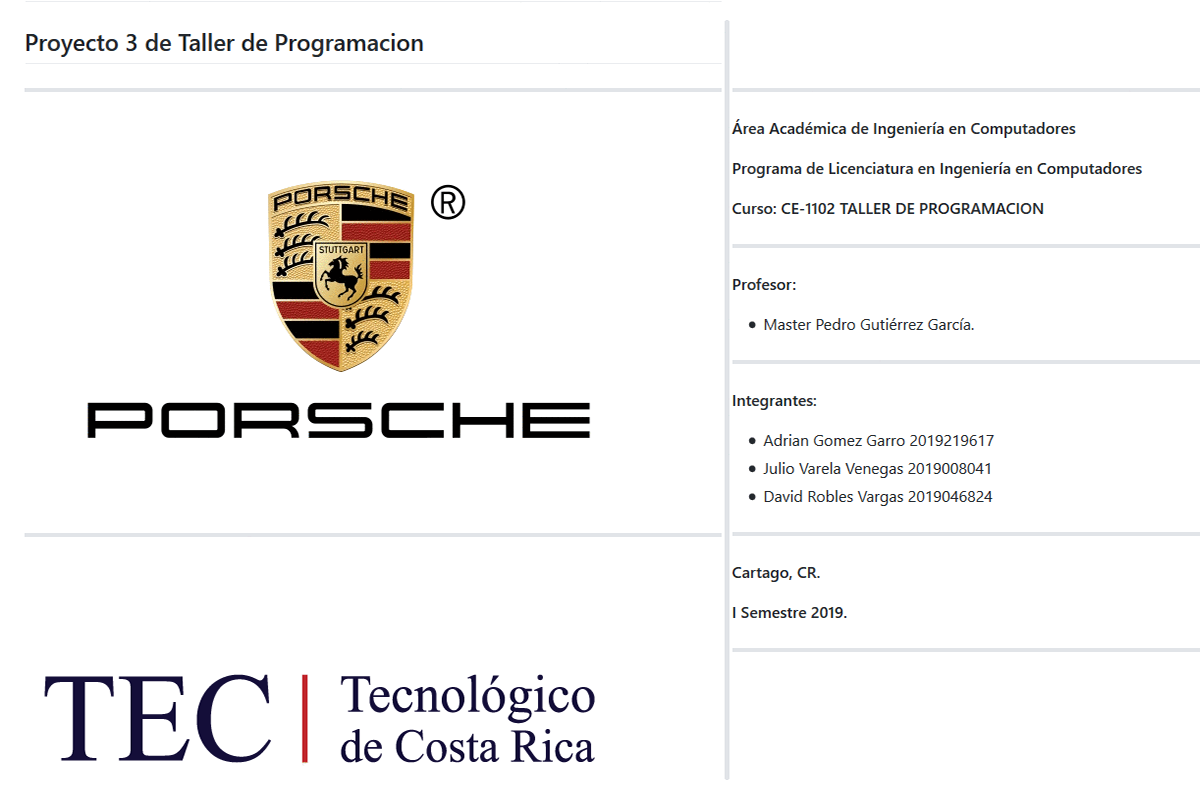 Proyecto 3 de Taller de Programacion
PORSCHE
®
STUTTGART
PORSCHE
TEC
Tecnológico
de Costa Rica
Área Académica de Ingeniería en Computadores
Programa de Licenciatura en Ingeniería en Computadores
Curso: CE-1102 TALLER DE PROGRAMACION
Profesor:
Master Pedro Gutiérrez García.
Integrantes:
Adrian Gomez Garro 2019219617
Julio Varela Venegas 2019008041
David Robles Vargas 2019046824
Cartago, CR.
I Semestre 2019.